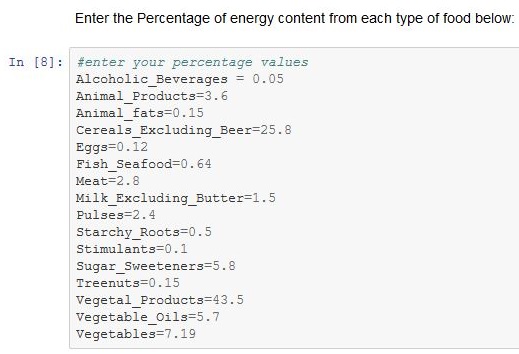 Enter the Percentage of energy content from each type of food below:
In [8]: #enter your percentage values
Alcoholic_Beverages = 0.05
Animal_Products=3.6
Animal_fats=0.15
Cereals_Excluding_Beer=25.8
Eggs=0.12
Fish_Seafood=0.64
Meat=2.8
Milk_Excluding_Butter=1.5
Pulses=2.4
Starchy_Roots=0.5
Stimulants=0.1
Sugar_Sweeteners=5.8
Treenuts=0.15
Vegetal_Products=43.5
Vegetable_Oils=5.7
Vegetables=7.19